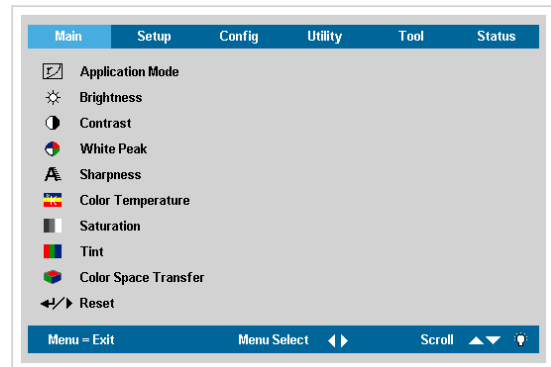 Main Setup Config Utility Tool Status
Application Mode
Brightness
Contrast
White Peak
Sharpness
Color Temperature
Saturation
Tint
Color Space Transfer
Reset
Menu = Exit Menu Select Scroll